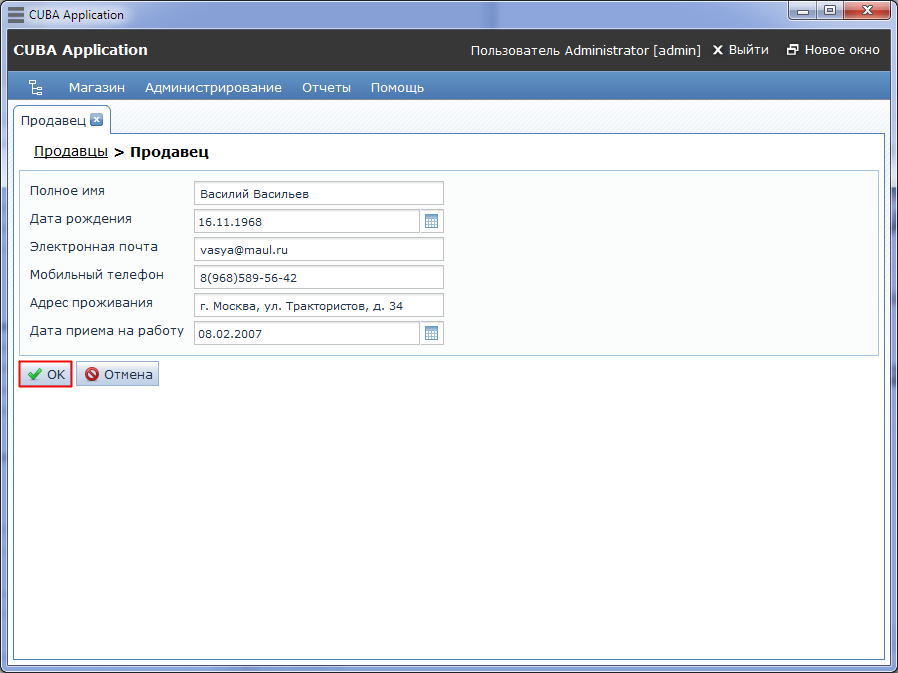 CUBA Application
CUBA Application Пользователь Administrator [admin] Выйти Новое окно
Магазин Администрирование Отчеты Помощь
Продавец
Продавцы > Продавец
Полное имя Василий Васильев
Дата рождения 16.11.1968
Электронная почта vasya@maul.ru
Мобильный телефон 8(968)589-56-42
Адрес проживания г. Москва, ул. Трактористов, д. 34
Дата приема на работу 08.02.2007
OK Отмена